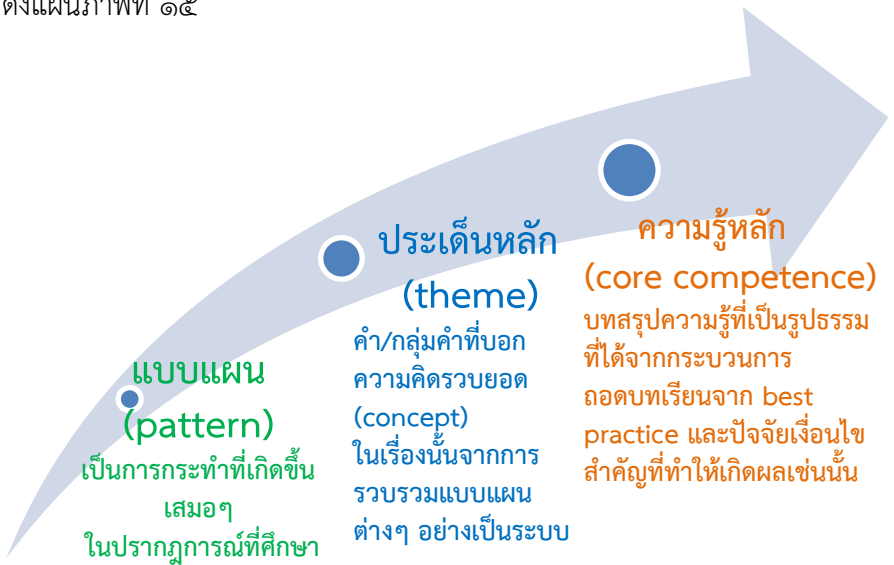 ดังแผนภาพที่ ๑๕
แบบแผน
(pattern)
เป็นการกระทำที่เกิดขึ้น
เสมอๆ
ในปรากฎการณ์ที่ศึกษา
ประเด็นหลัก
(theme)
คำ/กลุ่มคำที่บอก
ความคิดรวบยอด
(concept)
ในเรื่องนั้นจากการ
รวบรวมแบบแผน
ต่างๆ อย่างเป็นระบบ
ความรู้หลัก
(core competence)
บทสรุปความรู้ที่เป็นรูปธรรม
ที่ได้จากกระบวนการ
ถอดบทเรียนจาก best
practice และปัจจัยเงื่อนไข
สำคัญที่ทำให้เกิดผลเช่นนั้น